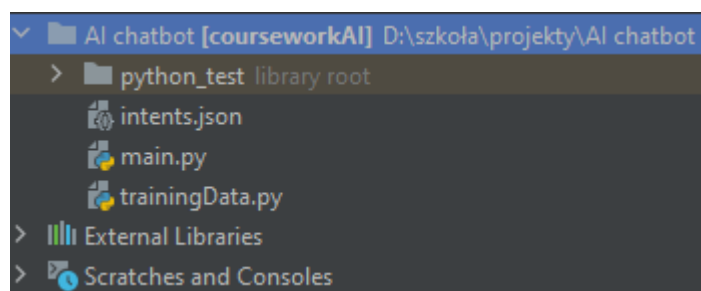 AI chatbot [courseworkAI] D:\szkoła\projekty\AI chatbot
python_test library root
intents.json
main.py
trainingData.py
External Libraries
Scratches and Consoles